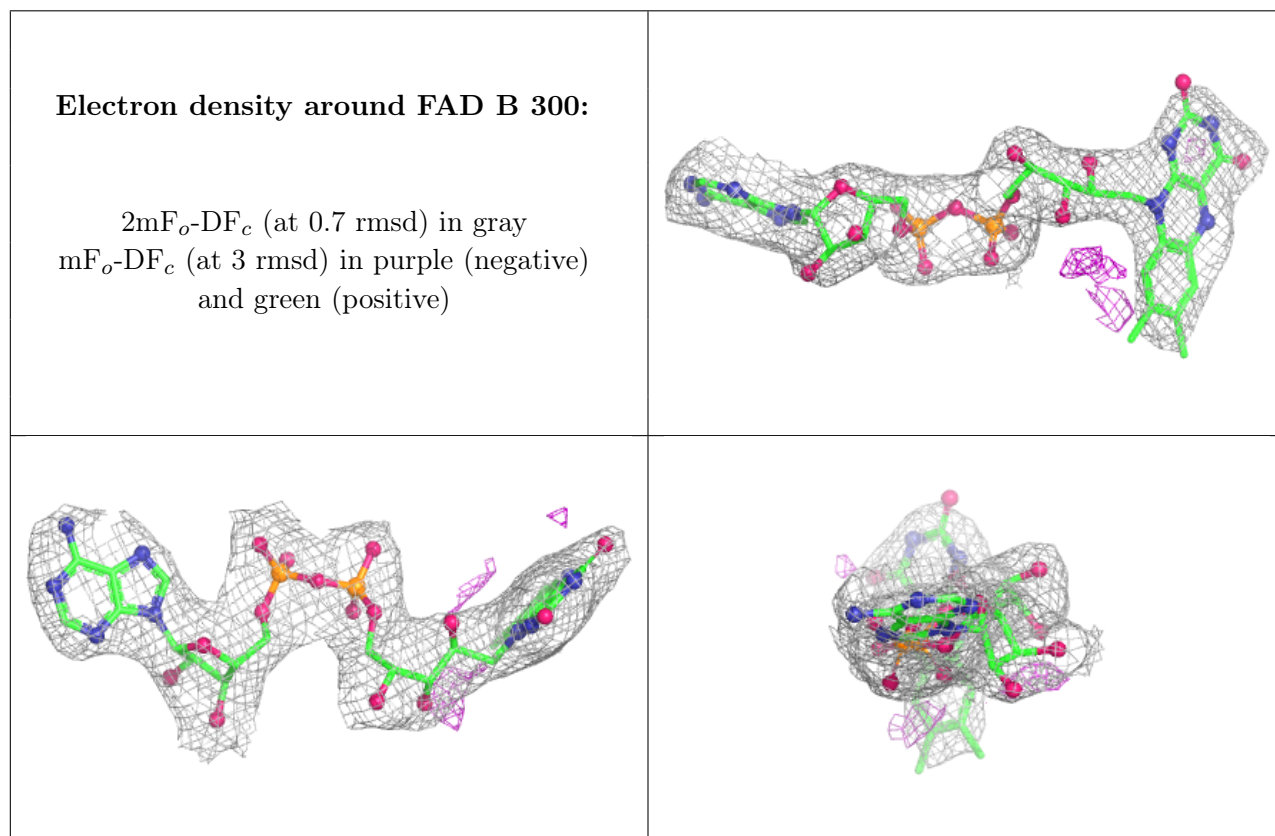 Electron density around FAD B 300:
2mFo-DFc (at 0.7 rmsd) in gray
mFo-DFc (at 3 rmsd) in purple (negative)
and green (positive)